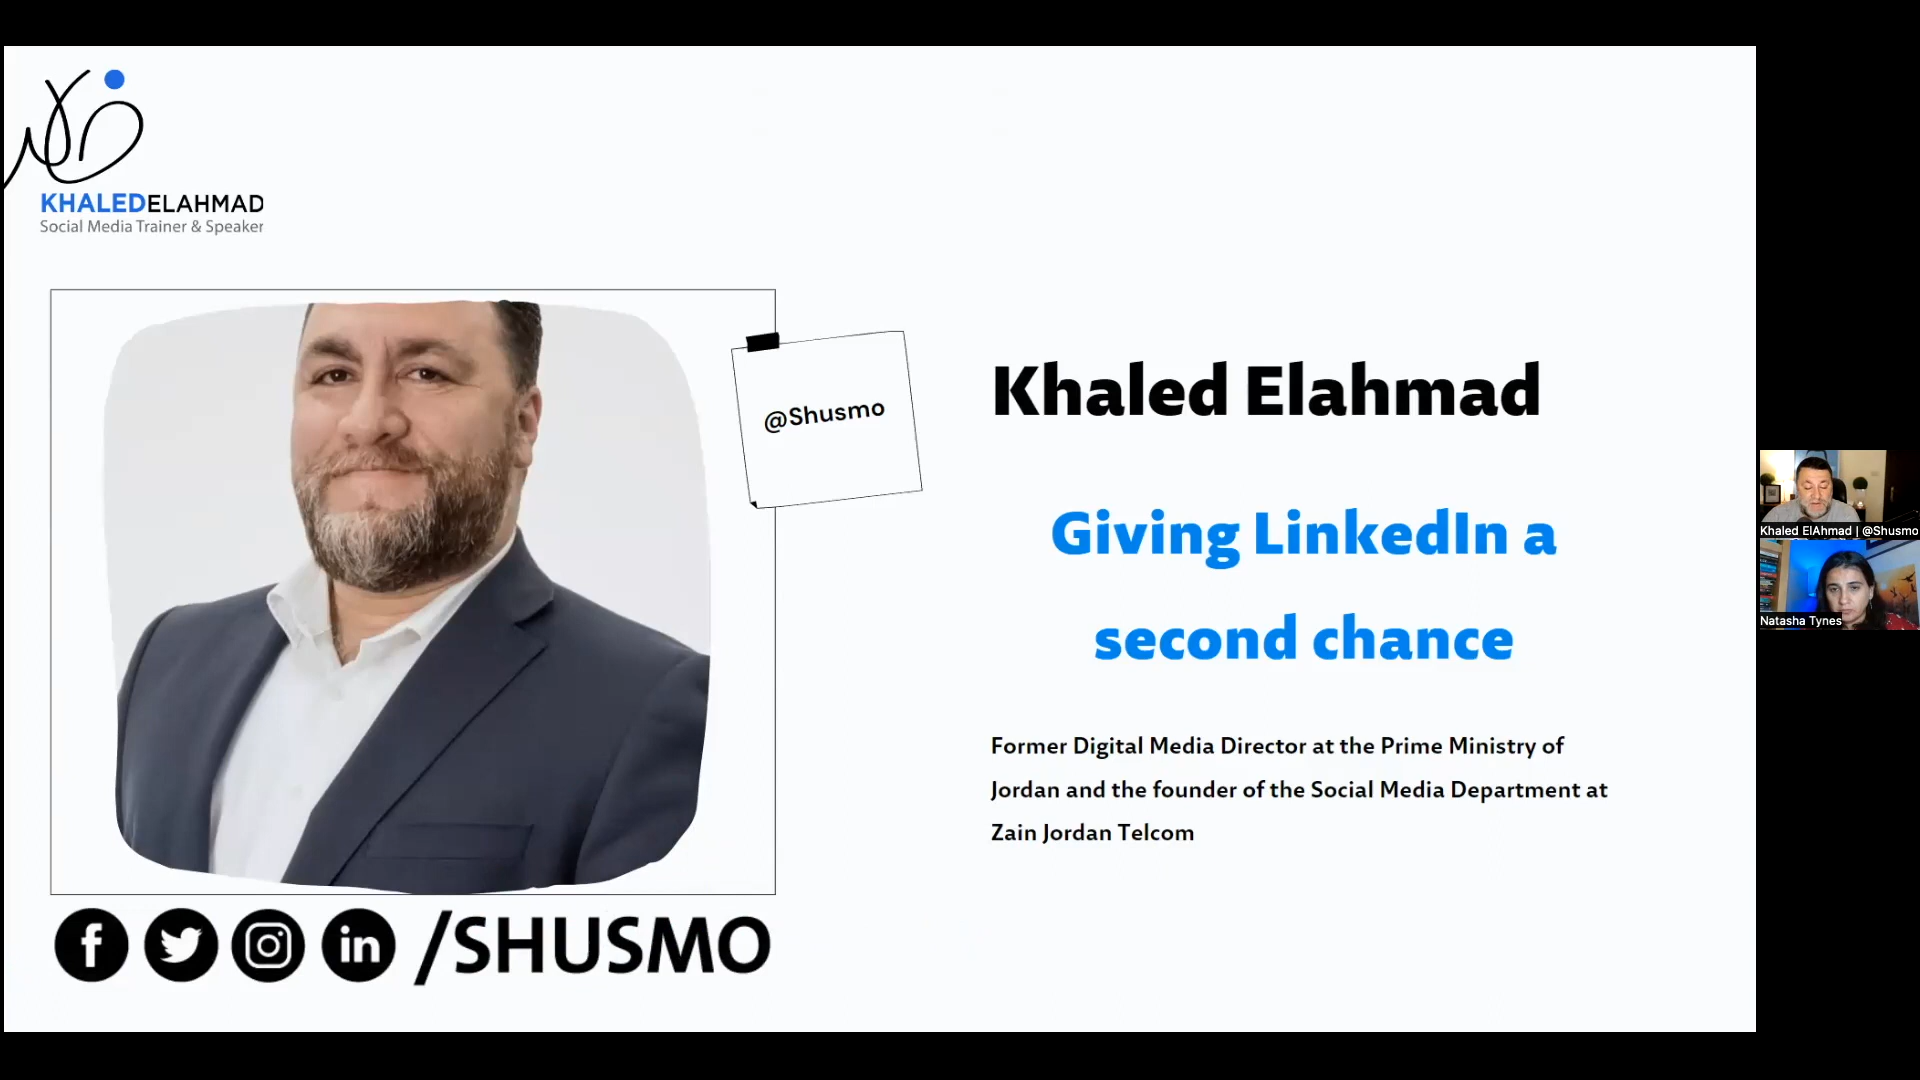 KHALEDELAHMAD
Social Media Trainer & Speaker
@Shusmo
Khaled Elahmad
Giving LinkedIn a
second chance
Former Digital Media Director at the Prime Ministry of
Jordan and the founder of the Social Media Department at
Zain Jordan Telcom
/SHUSMO
Khaled ElAhmad | @Shusmo
Natasha Tynes